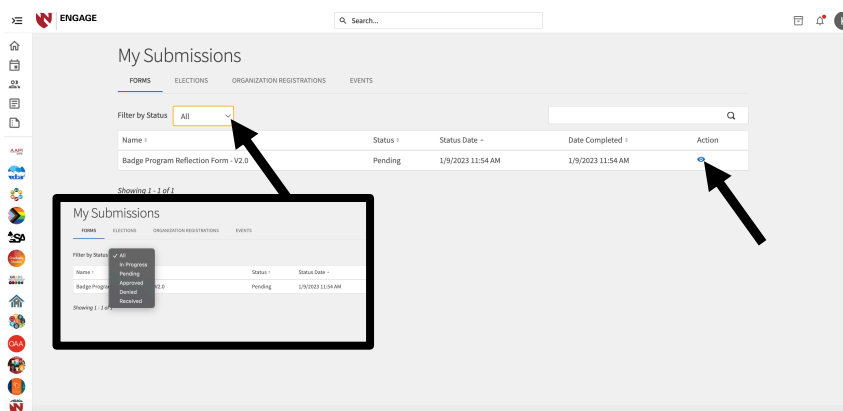 ENGAGE
Search...
My Submissions
FORMS ELECTIONS ORGANIZATION REGISTRATIONS EVENTS
Filter by Status All
Name Status Status Date Date Completed Action
Badge Program Reflection Form - V2.0 Pending 1/9/2023 11:54 AM 1/9/2023 11:54 AM
Showing 1 - 1 of 1
My Submissions
FORMS ELECTIONS ORGANIZATION REGISTRATIONS EVENTS
Filter by Status
All
In Progress
Pending
Approved
Denied
Received
Name Status Status Date
Badge Program V2.0 Pending 1/9/2023 11:54 AM
Showing 1 - 1 of 1
OAA